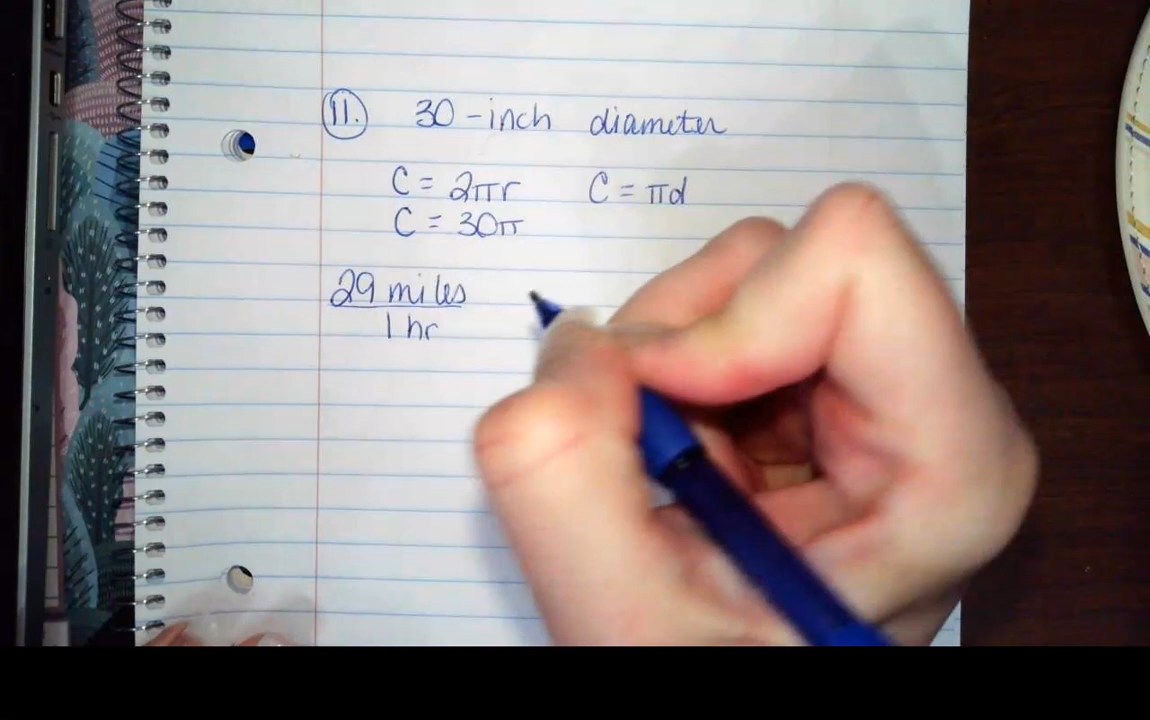 11. 30-inch diameter
C = 2πr C = πd
C = 30π
29 miles
1 hr